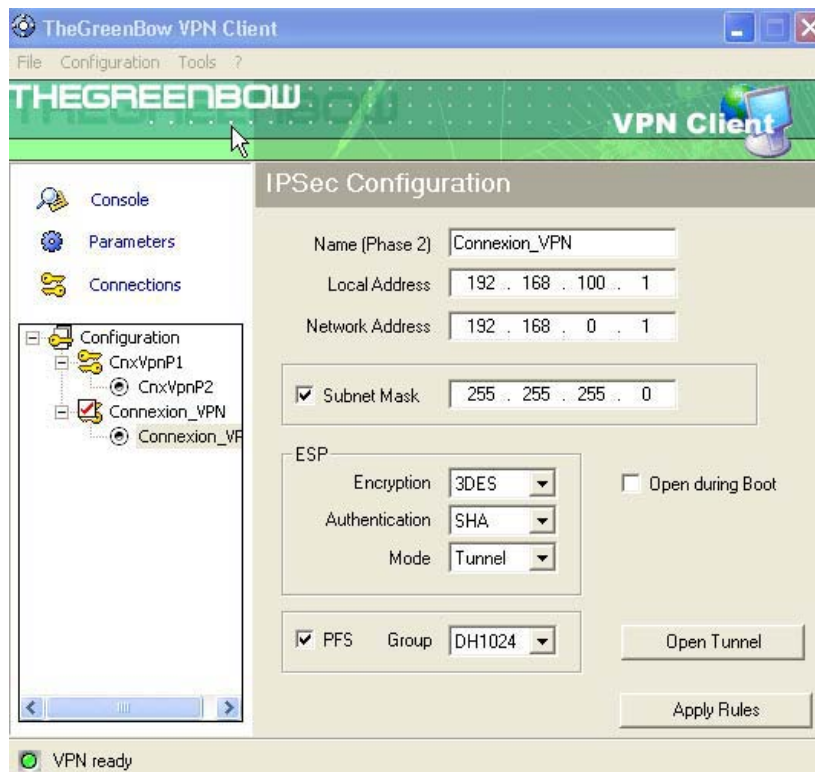 TheGreenBow VPN Client
File Configuration Tools ?
THEGREENBOW
VPN Client
Console
Parameters
Connections
Configuration
CnxVpnP1
CnxVpnP2
Connexion_VPN
Connexion_VF
IPSec Configuration
Name (Phase 2) Connexion_VPN
Local Address 192 . 168 . 100 . 1
Network Address 192 . 168 . 0 . 1
Subnet Mask 255 . 255 . 255 . 0
ESP
Encryption 3DES
Open during Boot
Authentication SHA
Mode Tunnel
PFS Group DH1024
Open Tunnel
Apply Rules
VPN ready